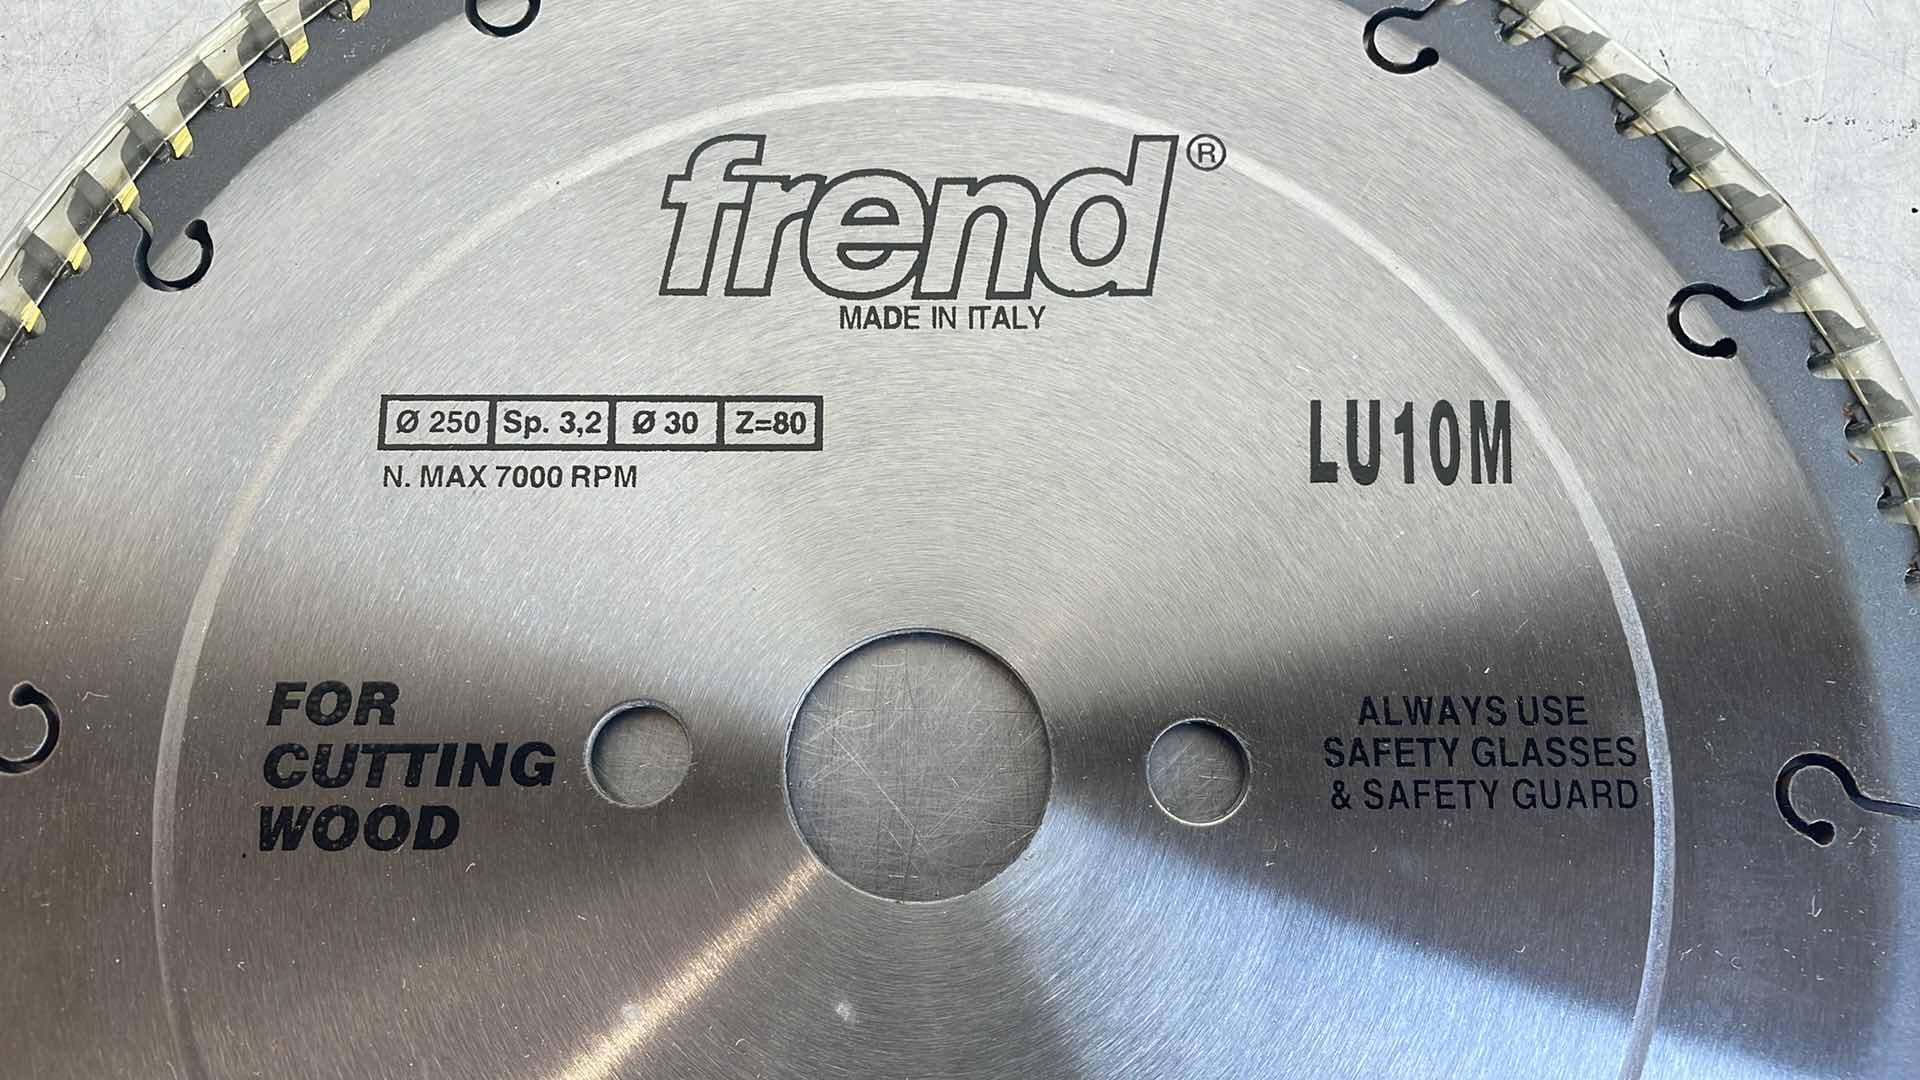 frend®
MADE IN ITALY
Ø 250 Sp. 3,2 Ø 30 Z=80
N. MAX 7000 RPM
LU10M
FOR
CUTTING
WOOD
ALWAYS USE
SAFETY GLASSES
& SAFETY GUARD